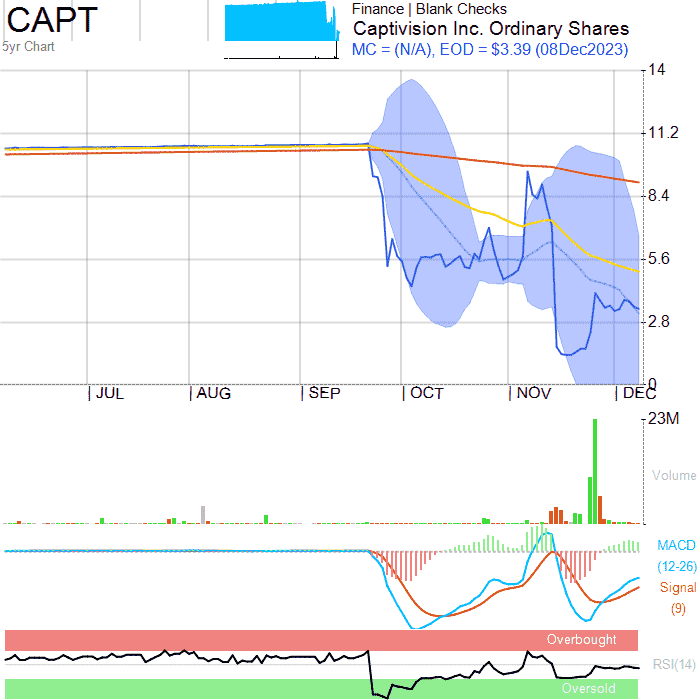 CAPT
5yr Chart
Finance | Blank Checks
Captivision Inc. Ordinary Shares
MC = (N/A), EOD = $3.39 (08Dec2023)
14
11.2
8.4
5.6
2.8
0
JUL
AUG
SEP
OCT
NOV
DEC
23M
Volume
MACD
(12-26)
Signal
(9)
Overbought
RSI(14)
Oversold